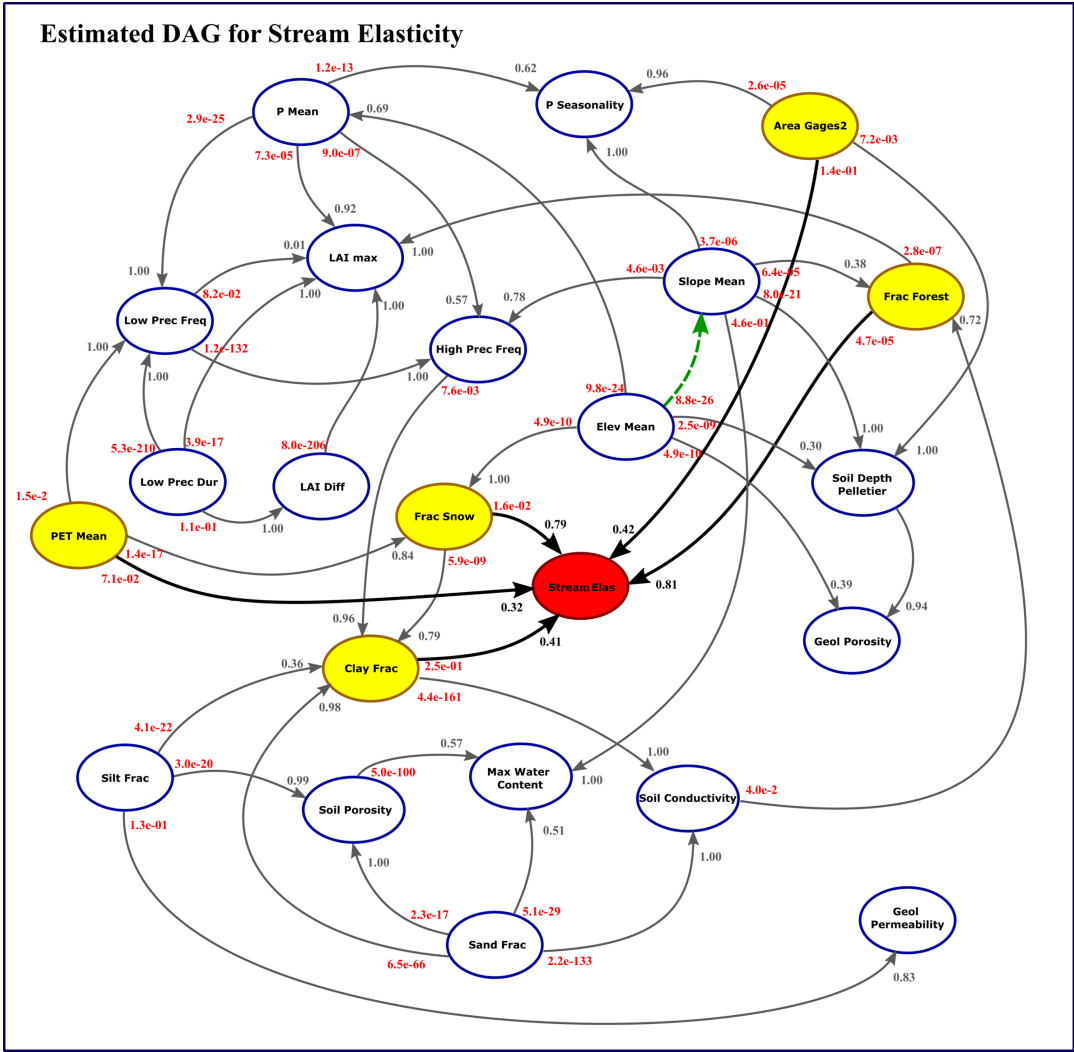 Estimated DAG for Stream Elasticity
1.2e-13
0.62
0.96
2.6e-05
P Mean
0.69
P Seasonality
Area Gages2
2.9e-25
7.3e-05
9.0e-07
1.00
7.2e-03
1.4e-01
0.92
0.01
LAI max
1.00
3.7e-06
2.8e-07
1.00
8.2e-02
1.00
1.00
0.57
0.78
4.6e-03
Slope Mean
6.4e-05
0.38
8.0e-21
Frac Forest
Low Prec Freq
4.6e-01
0.72
1.00
1.2e-132
High Prec Freq
4.7e-05
1.00
1.00
7.6e-03
9.8e-24
8.8e-26
5.3e-210
3.9e-17
8.0e-206
4.9e-10
Elev Mean
2.5e-09
1.00
0.30
1.00
4.9e-10
Low Prec Dur
LAI Diff
1.00
Soil Depth
Pelletier
1.5e-2
1.1e-01
1.00
Frac Snow
1.6e-02
PET Mean
1.4e-17
0.84
0.79
0.42
7.1e-02
5.9e-09
Stream Elas
0.81
0.39
0.32
0.94
0.96
0.79
0.41
Geol Porosity
0.36
Clay Frac
2.5e-01
4.4e-161
0.98
4.1e-22
0.57
1.00
Silt Frac
3.0e-20
0.99
5.0e-100
Max Water
Content
1.00
4.0e-2
Soil Porosity
Soil Conductivity
1.3e-01
0.51
1.00
1.00
2.3e-17
5.1e-29
Geol
Permeability
Sand Frac
6.5e-66
2.2e-133
0.83